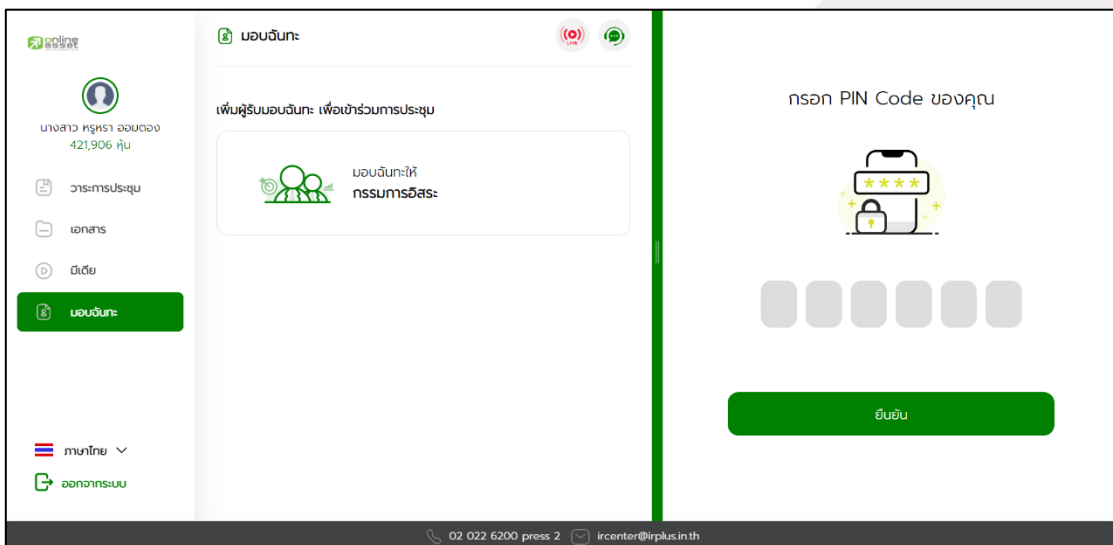 online
asset
นางสาว หรูหรา ออมตอง
421,906 หุ้น
วาระการประชุม
เอกสาร
มีเดีย
มอบฉันทะ
ภาษาไทย
ออกจากระบบ
มอบฉันทะ
LIVE
เพิ่มผู้รับมอบฉันทะ เพื่อเข้าร่วมการประชุม
มอบฉันทะให้
กรรมการอิสระ
กรอก PIN Code ของคุณ
****
ยืนยัน
02 022 6200 press 2 ircenter@irplus.in.th